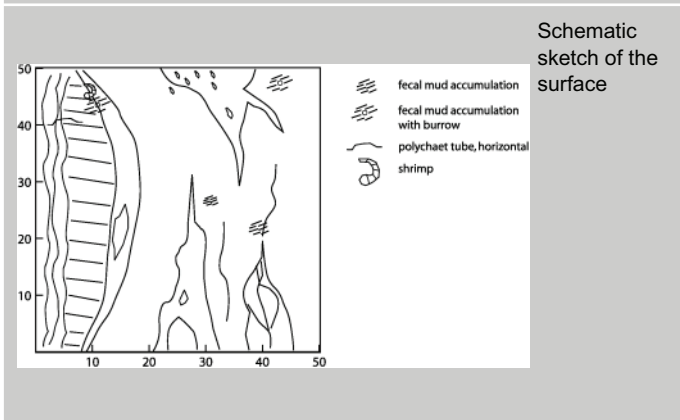 Schematic
sketch of the
surface
50
40
30
20
10
10
20
30
40
50
fecal mud accumulation
fecal mud accumulation
with burrow
polychaet tube, horizontal
shrimp